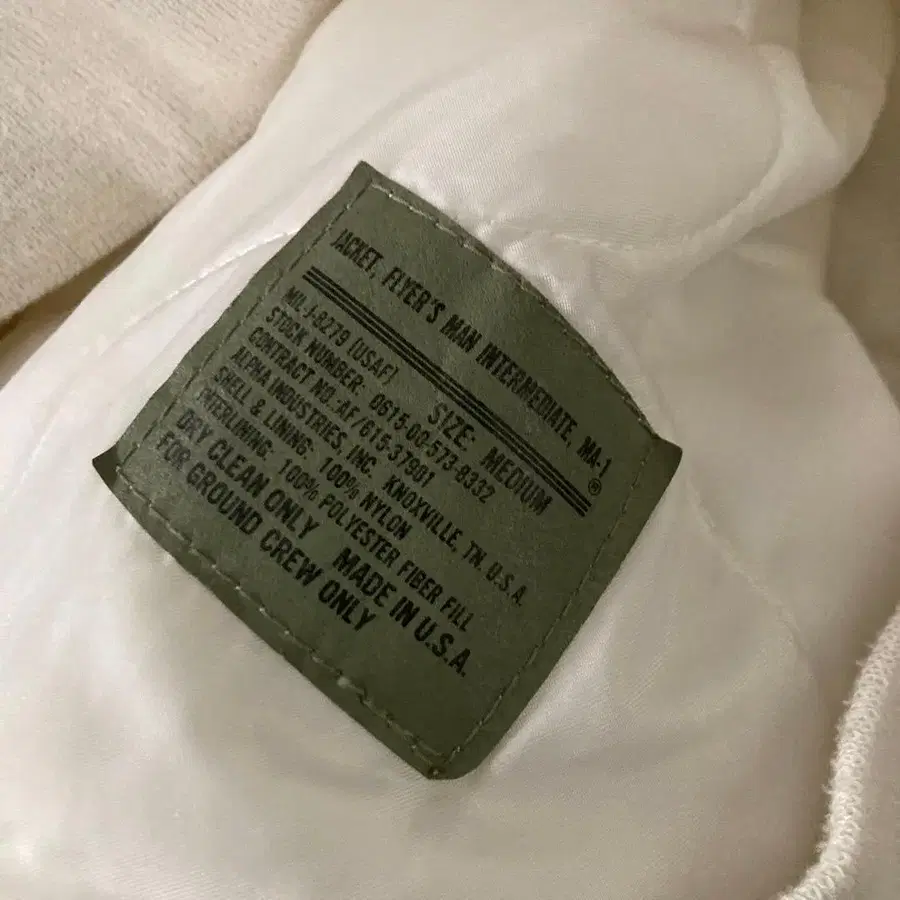 JACKET, FLYER'S MAN INTERMEDIATE, MA-1 ®
SIZE: MEDIUM
MIL-J-8279 (USAF)
STOCK NUMBER: 0615-00-573-8332
CONTRACT NO.:AF/615-37901
ALPHA INDUSTRIES, INC. KNOXVILLE, TN. U.S.A.
SHELL & LINING: 100% NYLON
INTERLINING: 100% POLYESTER FIBER FILL
DRY CLEAN ONLY MADE IN U.S.A.
FOR GROUND CREW ONLY